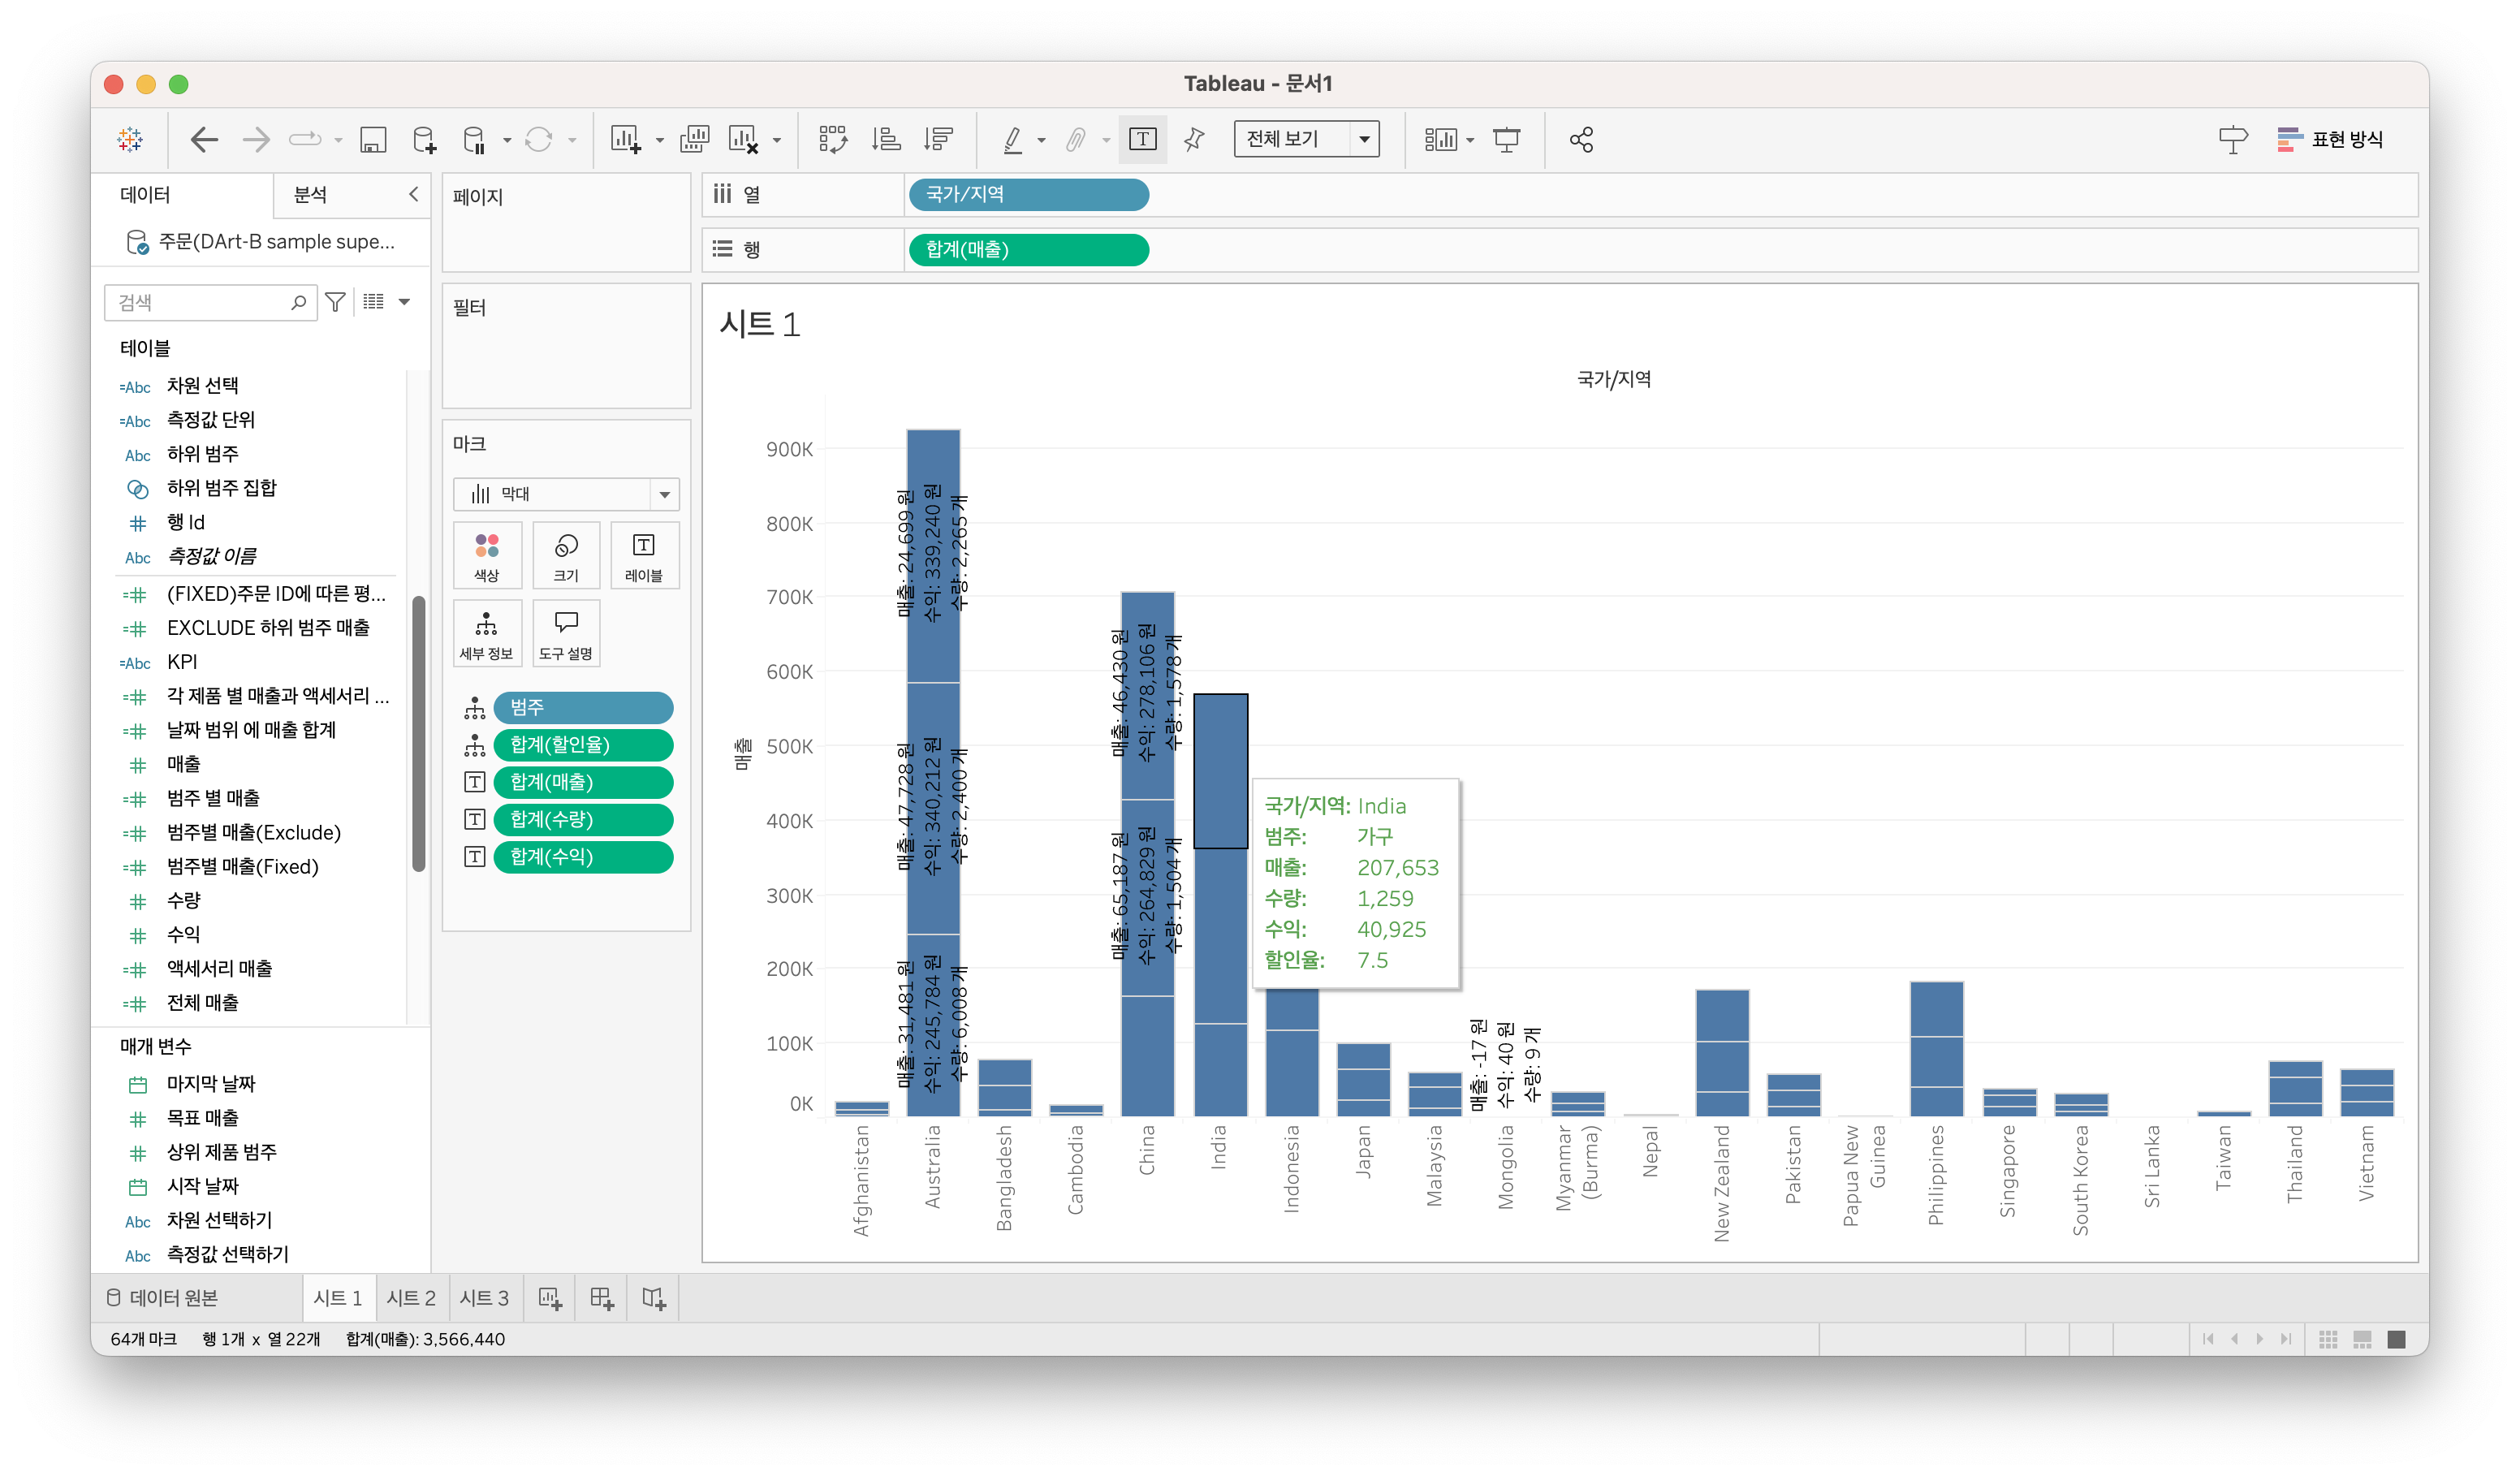 Tableau - 문서1
전체 보기
표현 방식
데이터
분석
주문(DArt-B sample supe...
검색
테이블
=Abc 차원 선택
=Abc 측정값 단위
Abc 하위 범주
하위 범주 집합
행 Id
Abc 측정값 이름
(FIXED)주문 ID에 따른 평...
EXCLUDE 하위 범주 매출
=Abc KPI
각 제품 별 매출과 액세서리 ...
날짜 범위 에 매출 합계
매출
범주 별 매출
범주별 매출(Exclude)
범주별 매출(Fixed)
수량
수익
액세서리 매출
전체 매출
매개 변수
마지막 날짜
목표 매출
상위 제품 범주
시작 날짜
Abc 차원 선택하기
Abc 측정값 선택하기
페이지
필터
마크
막대
색상
크기
레이블
세부 정보
도구 설명
범주
합계(할인율)
합계(매출)
합계(수량)
합계(수익)
열
국가/지역
행
합계(매출)
시트 1
국가/지역
매출
900K
800K
700K
600K
500K
400K
300K
200K
100K
0K
매출: 24,699 원
수익: 339,240 원
수량: 2,265 개
매출: 47,728 원
수익: 340,212 원
수량: 2,400 개
매출: 31,481 원
수익: 245,784 원
수량: 6,008 개
매출: 46,430 원
수익: 278,106 원
수량: 1,578 개
매출: 65,187 원
수익: 264,829 원
수량: 1,504 개
국가/지역: India
범주: 가구
매출: 207,653
수량: 1,259
수익: 40,925
할인율: 7.5
매출: -17 원
수익: 40 원
수량: 9 개
Afghanistan
Australia
Bangladesh
Cambodia
China
India
Indonesia
Japan
Malaysia
Mongolia
Myanmar
(Burma)
Nepal
New Zealand
Pakistan
Papua New
Guinea
Philippines
Singapore
South Korea
Sri Lanka
Taiwan
Thailand
Vietnam
데이터 원본
시트 1
시트 2
시트 3
64개 마크 행 1개 x 열 22개 합계(매출): 3,566,440